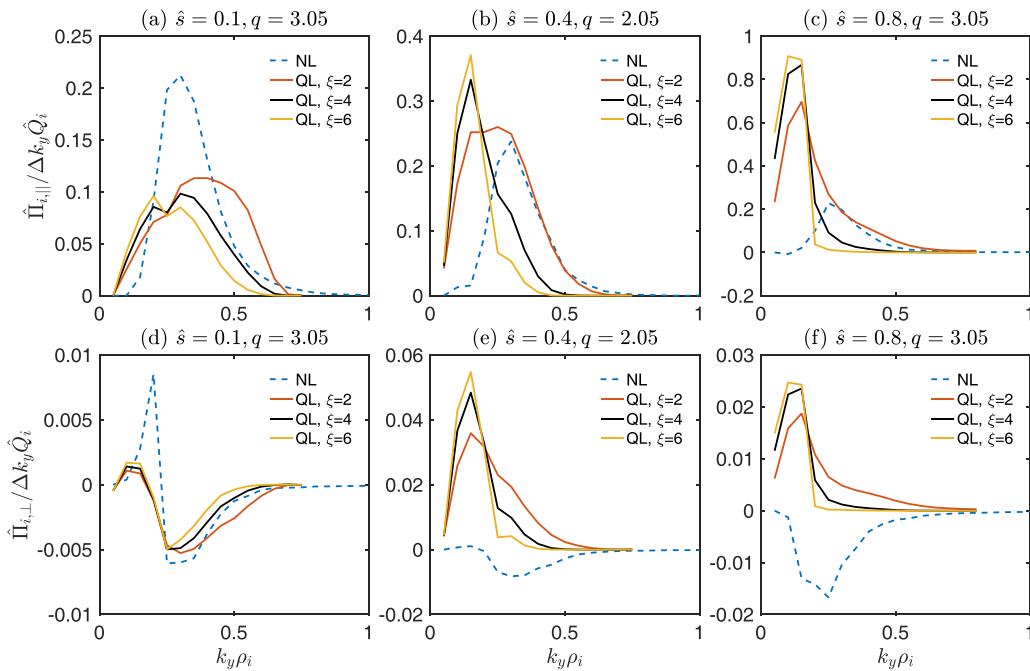 (a) ŝ = 0.1, q = 3.05
(b) ŝ = 0.4, q = 2.05
(c) ŝ = 0.8, q = 3.05
Π̂_{i,||}/Δk_y Q̂_i
0.25
0.2
0.15
0.1
0.05
0
0
0.5
1
NL
QL, ξ=2
QL, ξ=4
QL, ξ=6
0.4
0.3
0.2
0.1
0
0
0.5
1
NL
QL, ξ=2
QL, ξ=4
QL, ξ=6
1
0.8
0.6
0.4
0.2
0
-0.2
0
0.5
1
NL
QL, ξ=2
QL, ξ=4
QL, ξ=6
(d) ŝ = 0.1, q = 3.05
(e) ŝ = 0.4, q = 2.05
(f) ŝ = 0.8, q = 3.05
Π̂_{i,⊥}/Δk_y Q̂_i
0.01
0.005
0
-0.005
-0.01
0
0.5
1
NL
QL, ξ=2
QL, ξ=4
QL, ξ=6
k_yρ_i
0.06
0.04
0.02
0
-0.02
0
0.5
1
NL
QL, ξ=2
QL, ξ=4
QL, ξ=6
k_yρ_i
0.03
0.02
0.01
0
-0.01
-0.02
0
0.5
1
NL
QL, ξ=2
QL, ξ=4
QL, ξ=6
k_yρ_i